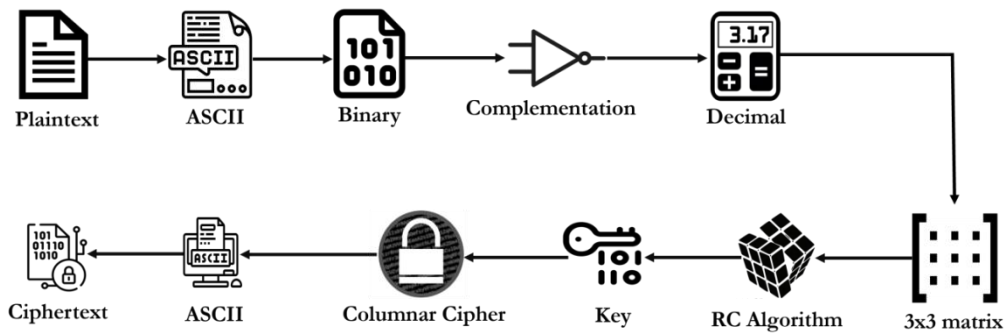 ASCII
101
010
3.17
Plaintext
ASCII
Binary
Complementation
Decimal
101
01110
1010
ASCII
101
110
Ciphertext
ASCII
Columnar Cipher
Key
RC Algorithm
3x3 matrix